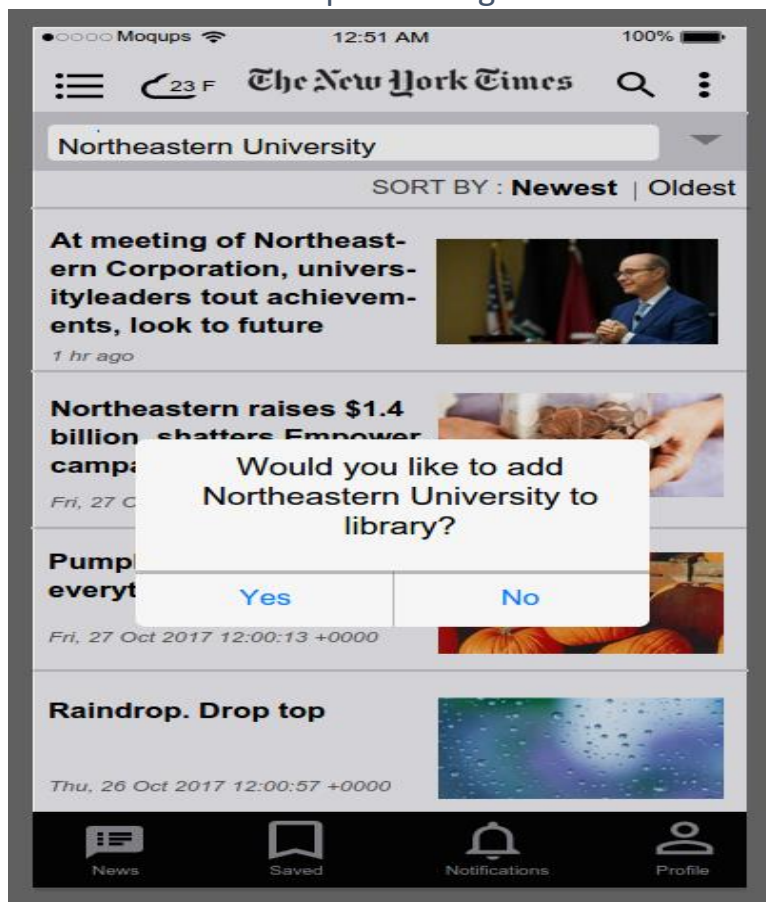 Moqups 12:51 AM 100%
23 F The New York Times
Northeastern University
SORT BY : Newest | Oldest
At meeting of Northeast-
ern Corporation, univers-
ityleaders tout achievem-
ents, look to future
1 hr ago
Northeastern raises $1.4
billion, shatters Empower
Would you like to add
Northeastern University to
library?
Yes No
Fri, 27 Oct 2017 12:00:13 +0000
Raindrop. Drop top
Thu, 26 Oct 2017 12:00:57 +0000
News Saved Notifications Profile